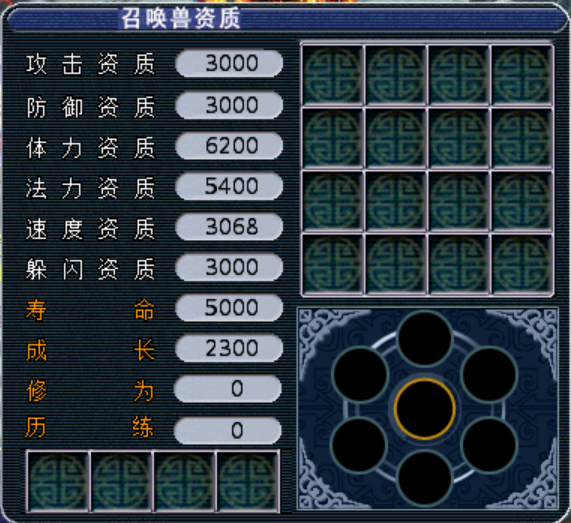 召唤兽资质
攻击资质 3000
防御资质 3000
体力资质 6200
法力资质 5400
速度资质 3068
躲闪资质 3000
寿命 5000
成长 2300
修为 0
历练 0